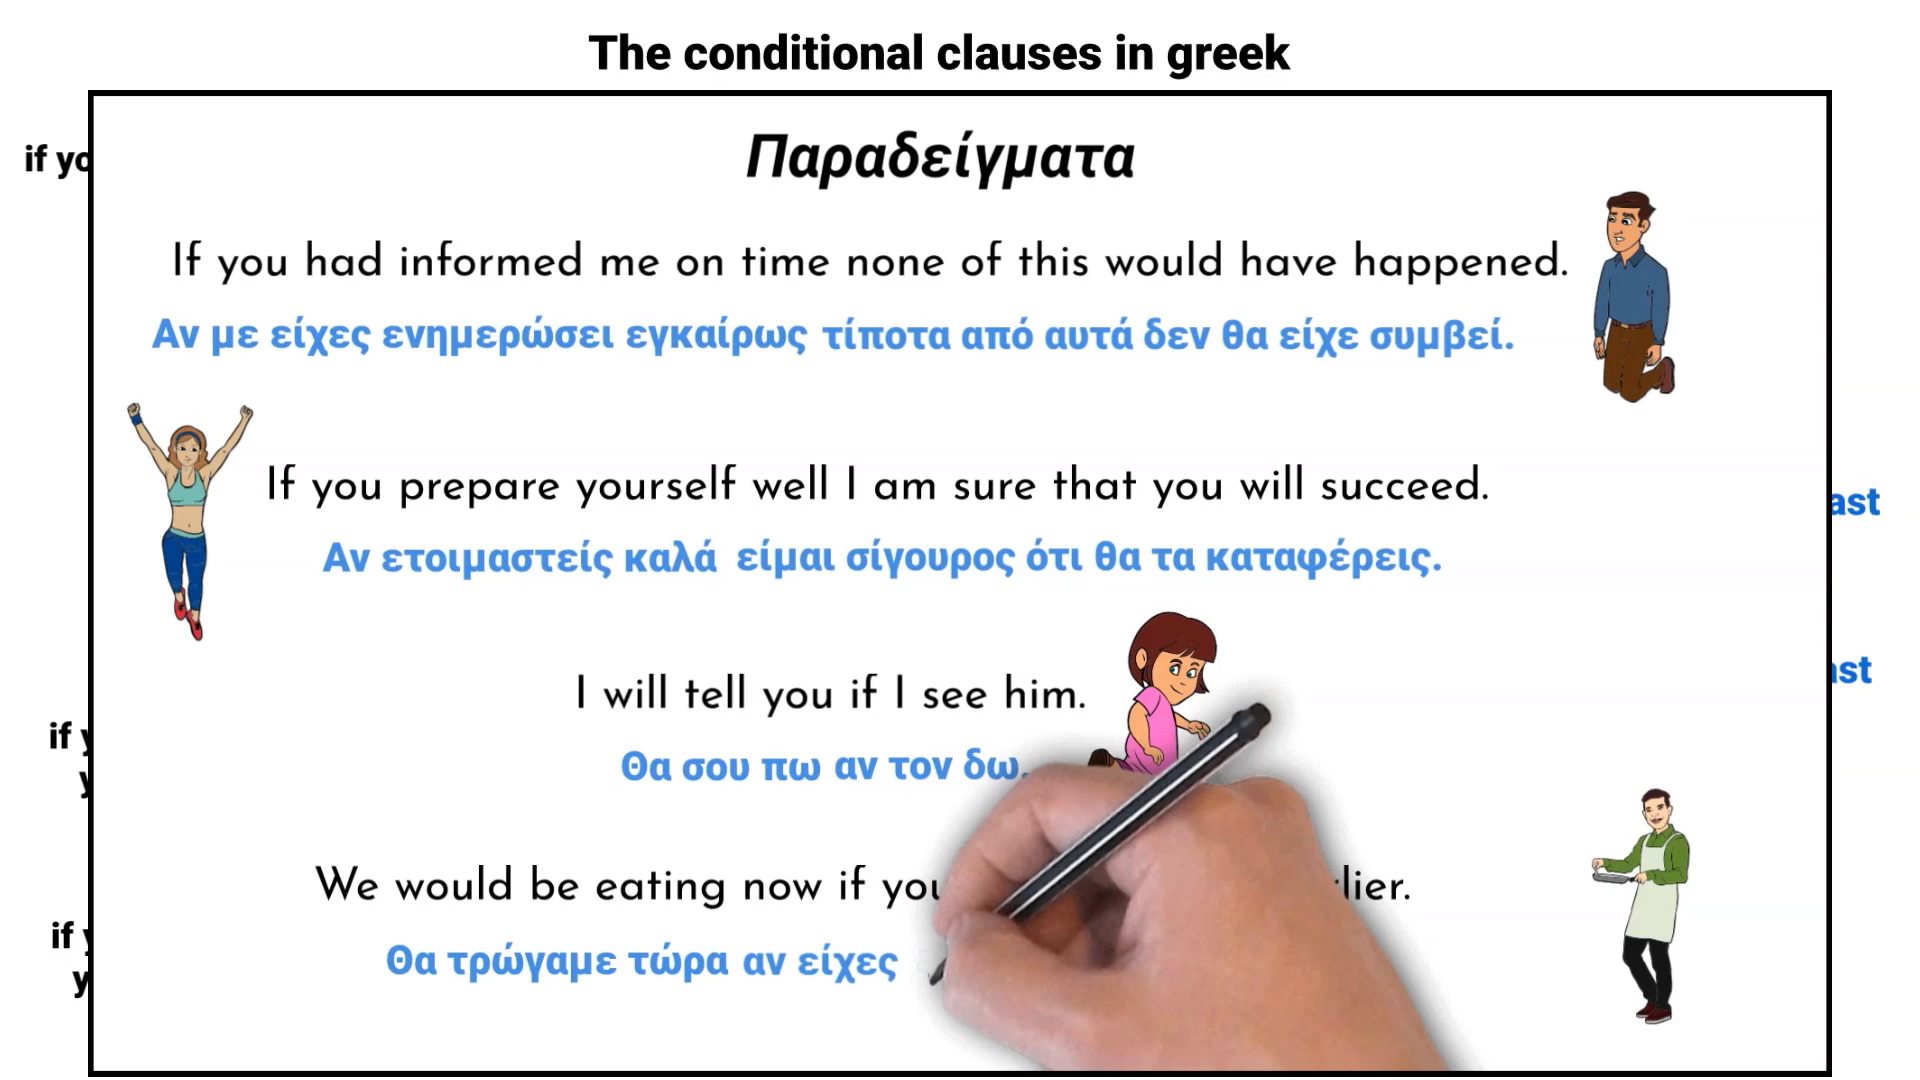 The conditional clauses in greek
Παραδείγματα
if
If you had informed me on time none of this would have happened.
Αν με είχες ενημερώσει εγκαίρως τίποτα από αυτά δεν θα είχε συμβεί.
If you prepare yourself well I am sure that you will succeed.
Αν ετοιμαστείς καλά είμαι σίγουρος ότι θα τα καταφέρεις.
I will tell you if I see him.
Θα σου πω αν τον δω.
if
We would be eating now if you
Θα τρώγαμε τώρα αν είχες
if